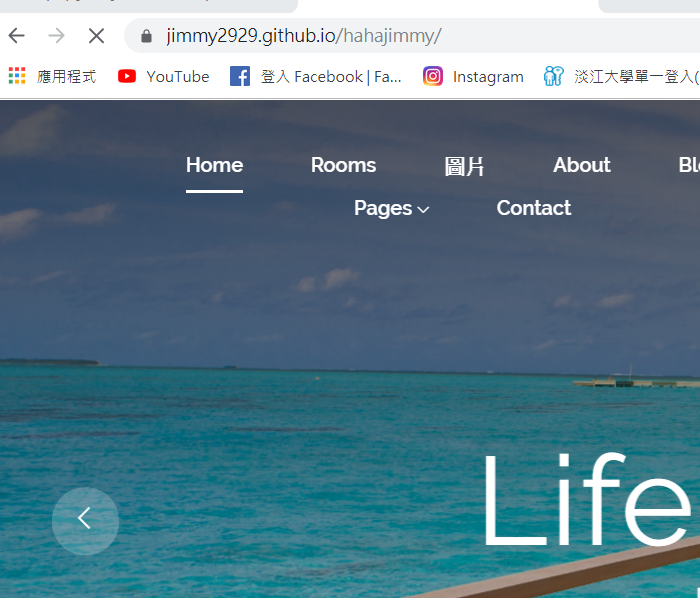 jimmy2929.github.io/hahajimmy/
應用程式 YouTube 登入 Facebook | Fa... Instagram 淡江大學單一登入(
Home Rooms 圖片 About Bl
Pages Contact
Life